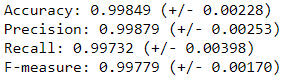 Accuracy: 0.99849 (+/- 0.00228)
Precision: 0.99879 (+/- 0.00253)
Recall: 0.99732 (+/- 0.00398)
F-measure: 0.99779 (+/- 0.00170)